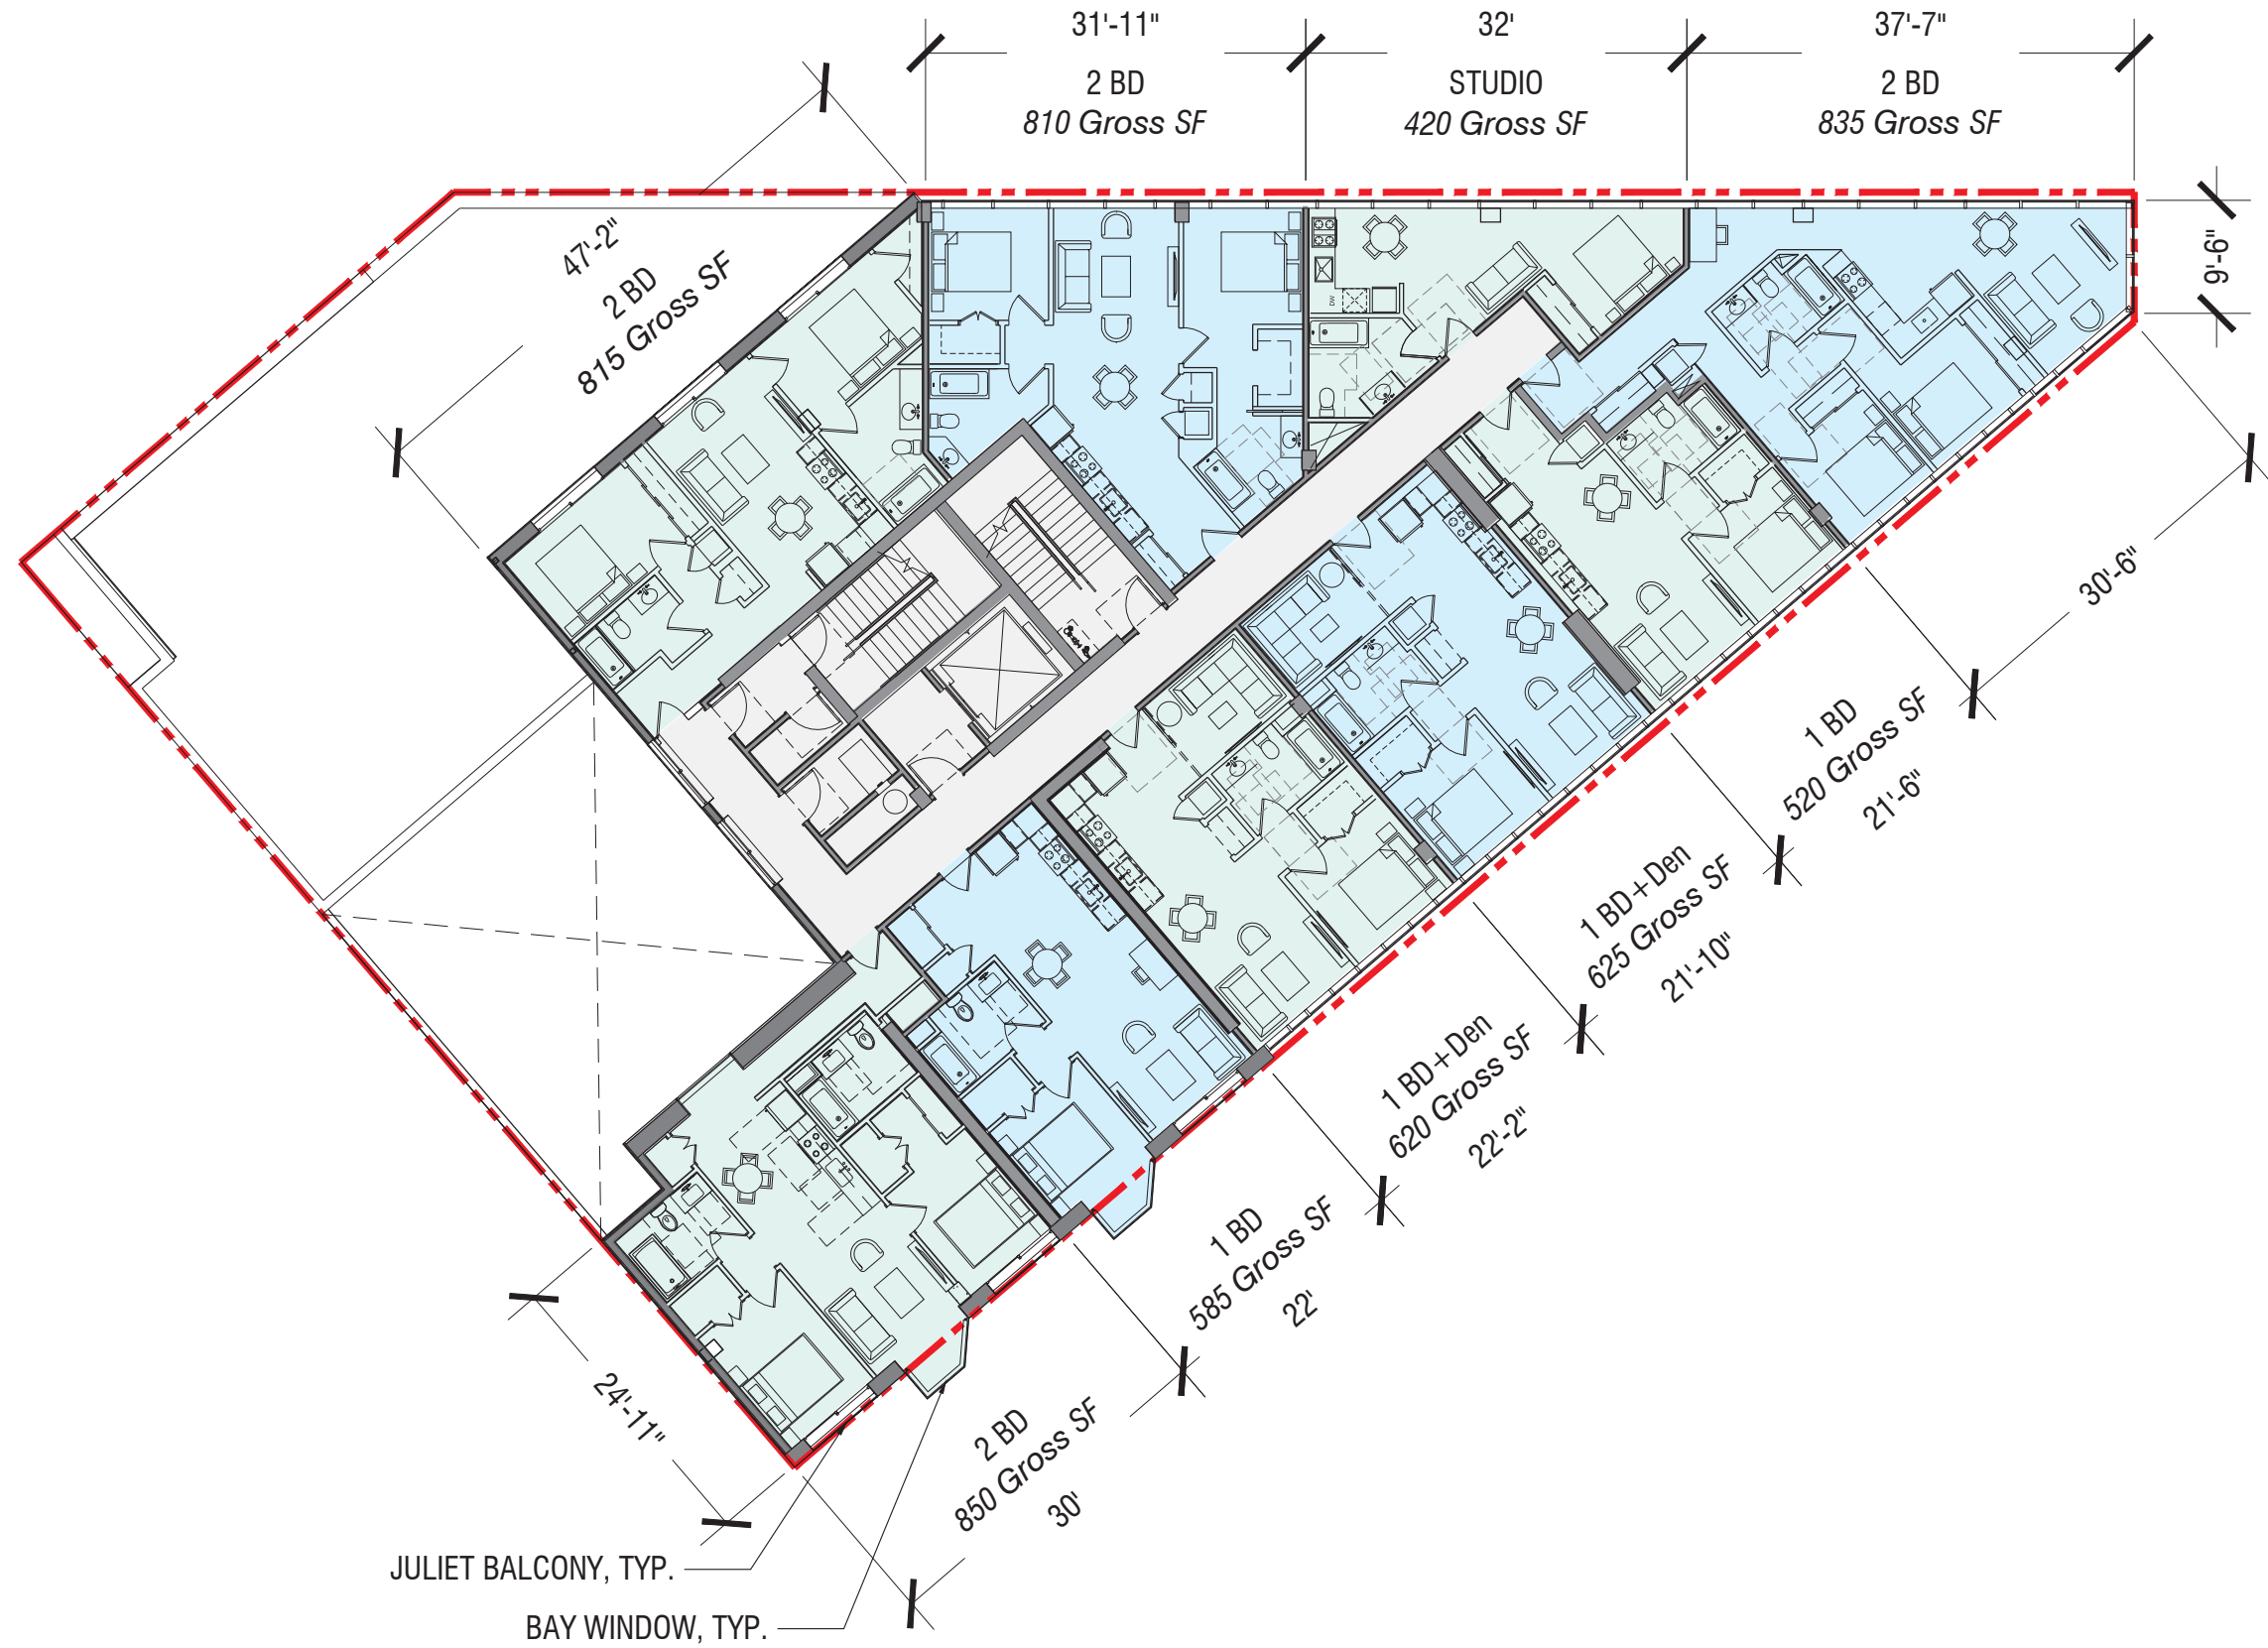 31'-11"
2 BD
810 Gross SF
32'
STUDIO
420 Gross SF
37'-7"
2 BD
835 Gross SF
9'-6"
47'-2"
2 BD
815 Gross SF
DW
30'-6"
1 BD
520 Gross SF
21'-6"
1 BD+Den
625 Gross SF
21'-10"
1 BD+Den
620 Gross SF
22'-2"
1 BD
585 Gross SF
22'
2 BD
850 Gross SF
30'
24'-11"
JULIET BALCONY, TYP.
BAY WINDOW, TYP.